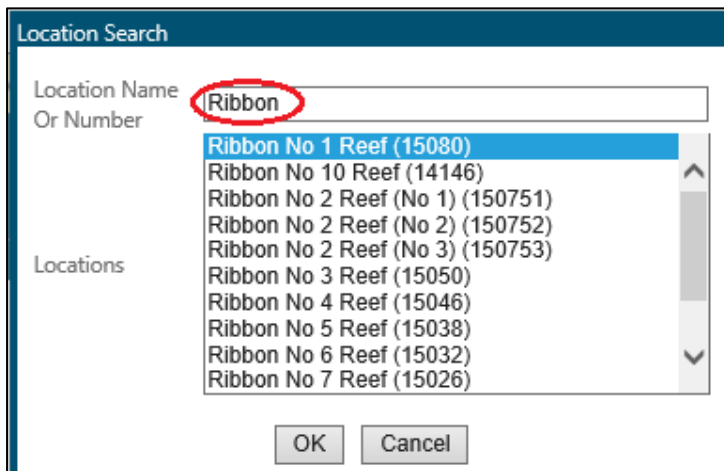 Location Search
Location Name
Or Number
Ribbon
Ribbon No 1 Reef (15080)
Ribbon No 10 Reef (14146)
Ribbon No 2 Reef (No 1) (150751)
Ribbon No 2 Reef (No 2) (150752)
Ribbon No 2 Reef (No 3) (150753)
Locations
Ribbon No 3 Reef (15050)
Ribbon No 4 Reef (15046)
Ribbon No 5 Reef (15038)
Ribbon No 6 Reef (15032)
Ribbon No 7 Reef (15026)
OK
Cancel